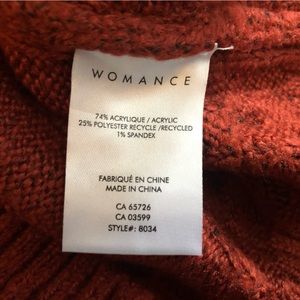 WOMANCE
74% ACRYLIQUE / ACRYLIC
25% POLYESTER RECYCLE /RECYCLED
1% SPANDEX
FABRIQUÉ EN CHINE
MADE IN CHINA
CA 65726
CA 03599
STYLE#: 8034